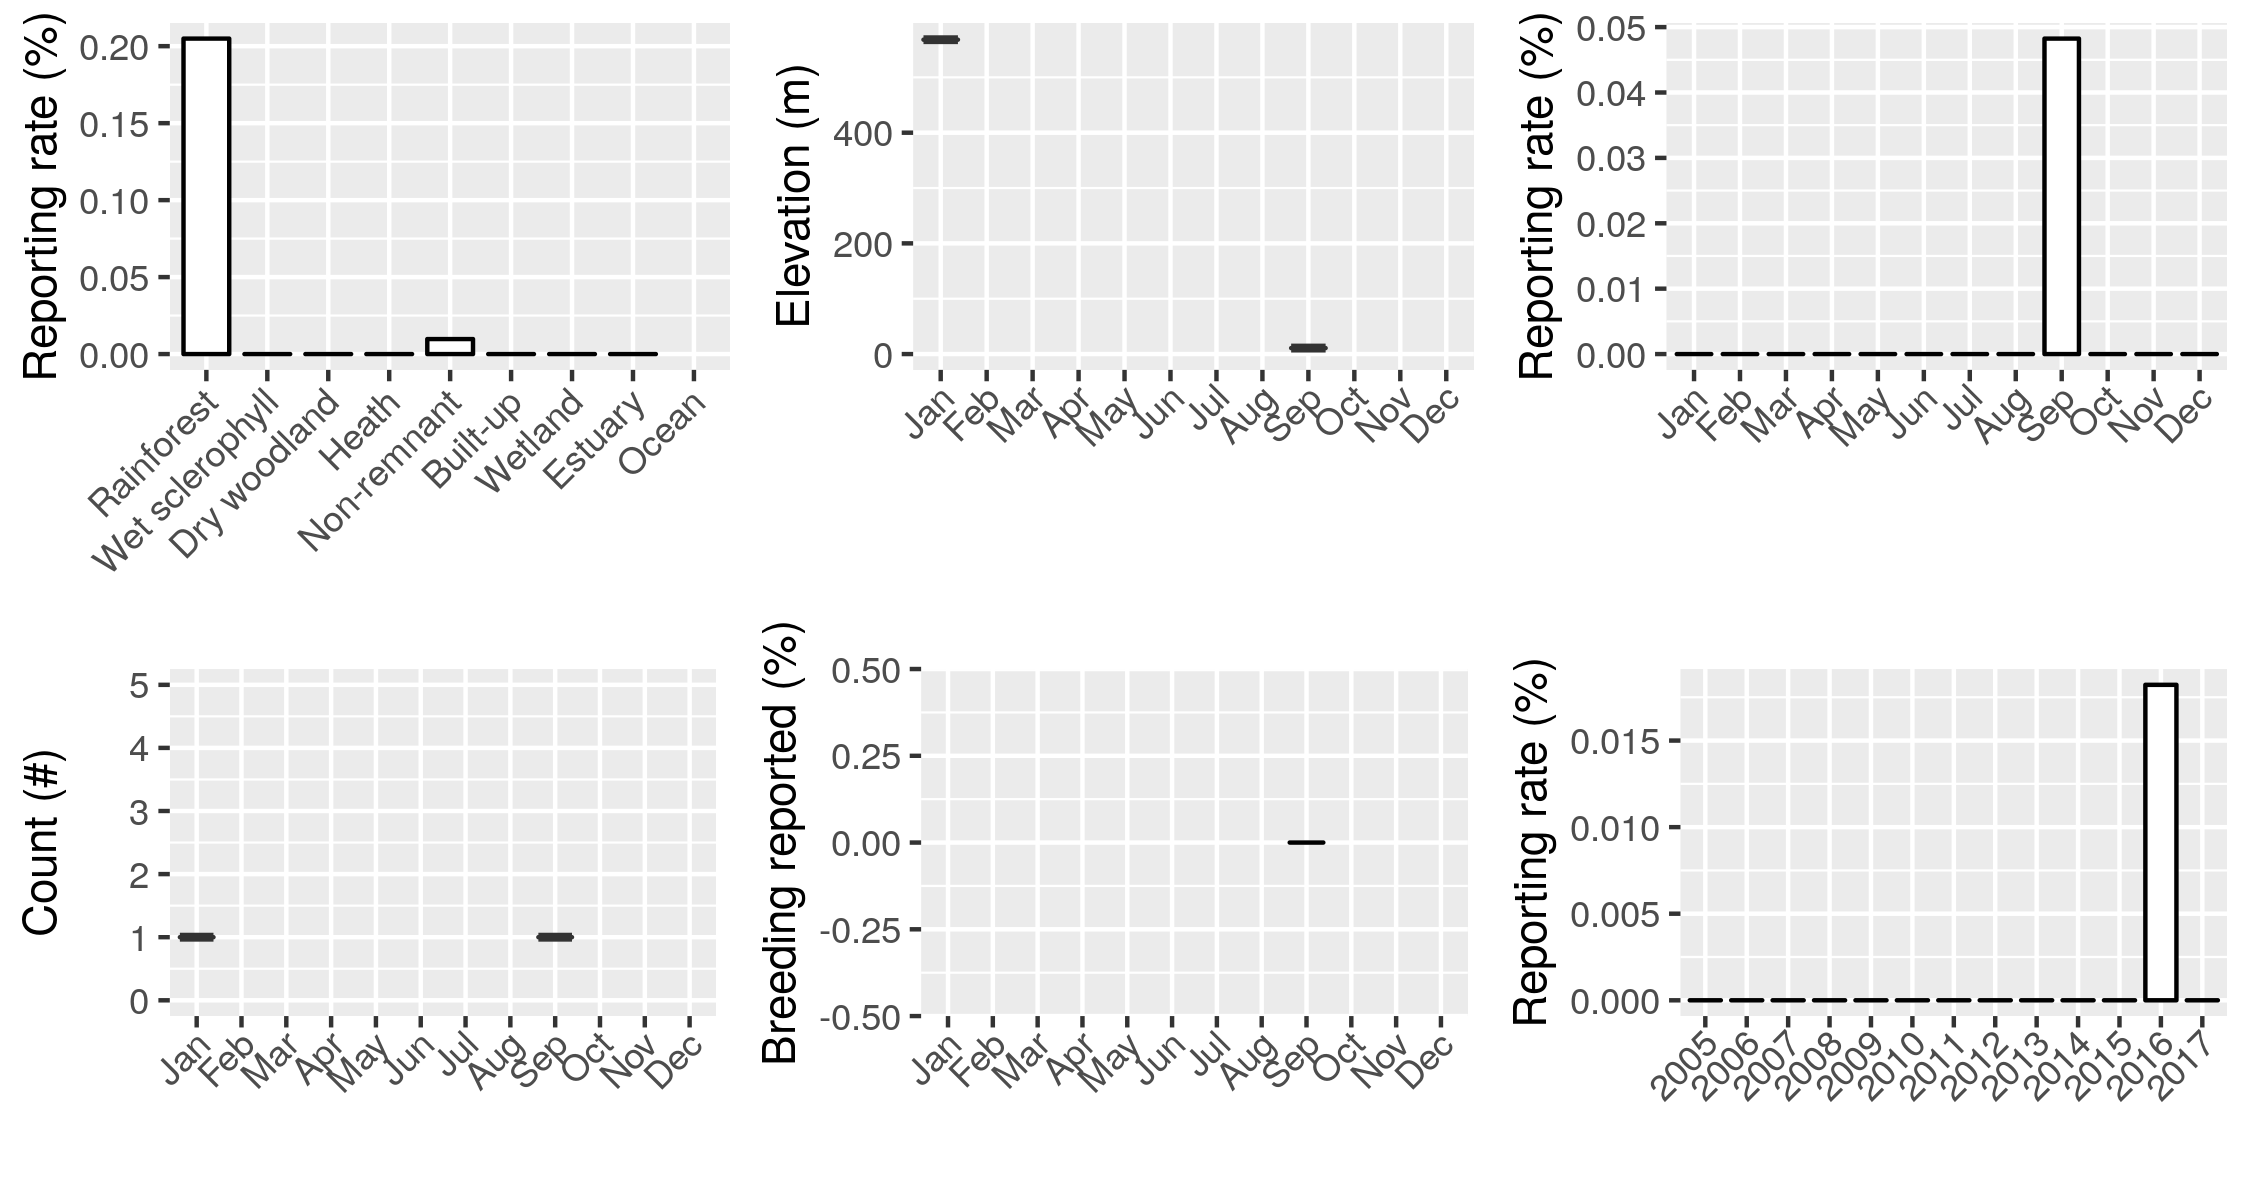 Reporting rate (%)
0.20
0.15
0.10
0.05
0.00
Rainforest
Wet sclerophyll
Dry woodland
Heath
Non-remnant
Built-up
Wetland
Estuary
Ocean
Elevation (m)
400
200
0
Jan
Feb
Mar
Apr
May
Jun
Jul
Aug
Sep
Oct
Nov
Dec
Reporting rate (%)
0.05
0.04
0.03
0.02
0.01
0.00
Jan
Feb
Mar
Apr
May
Jun
Jul
Aug
Sep
Oct
Nov
Dec
Count (#)
5
4
3
2
1
0
Jan
Feb
Mar
Apr
May
Jun
Jul
Aug
Sep
Oct
Nov
Dec
Breeding reported (%)
0.50
0.25
0.00
-0.25
-0.50
Jan
Feb
Mar
Apr
May
Jun
Jul
Aug
Sep
Oct
Nov
Dec
Reporting rate (%)
0.015
0.010
0.005
0.000
2005
2006
2007
2008
2009
2010
2011
2012
2013
2014
2015
2016
2017